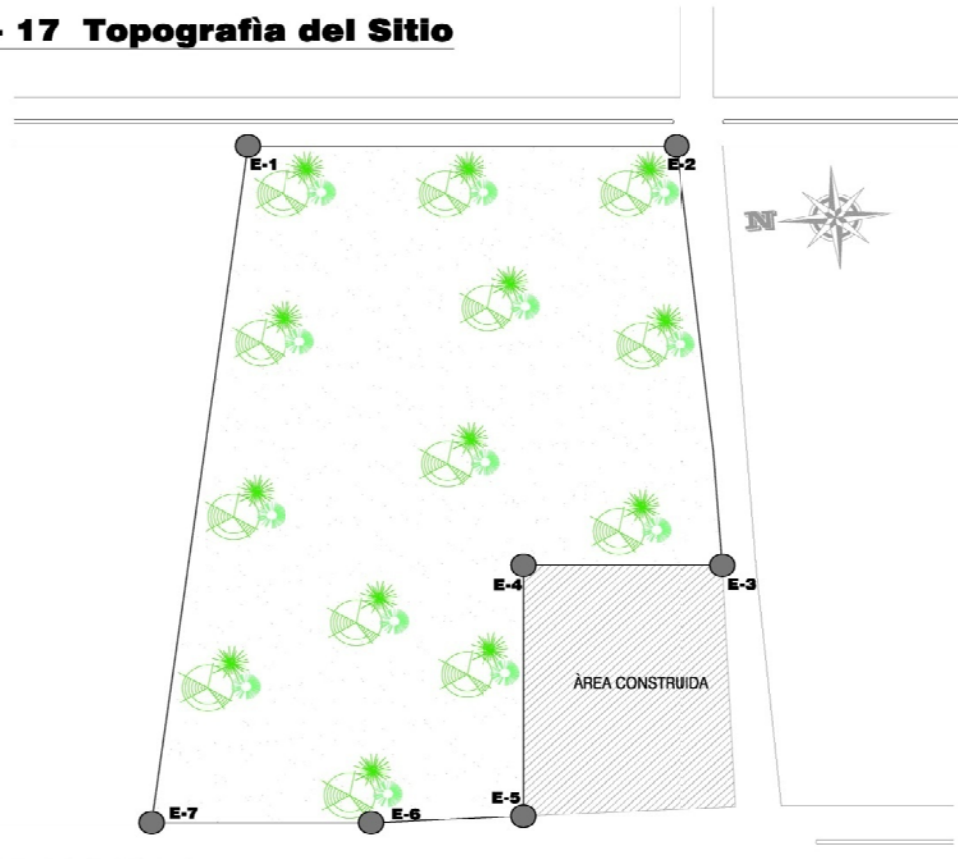 - 17 Topografìa del Sitio
E-1
E-2
N
E-4
E-3
ÀREA CONSTRUIDA
E-5
E-7
E-6